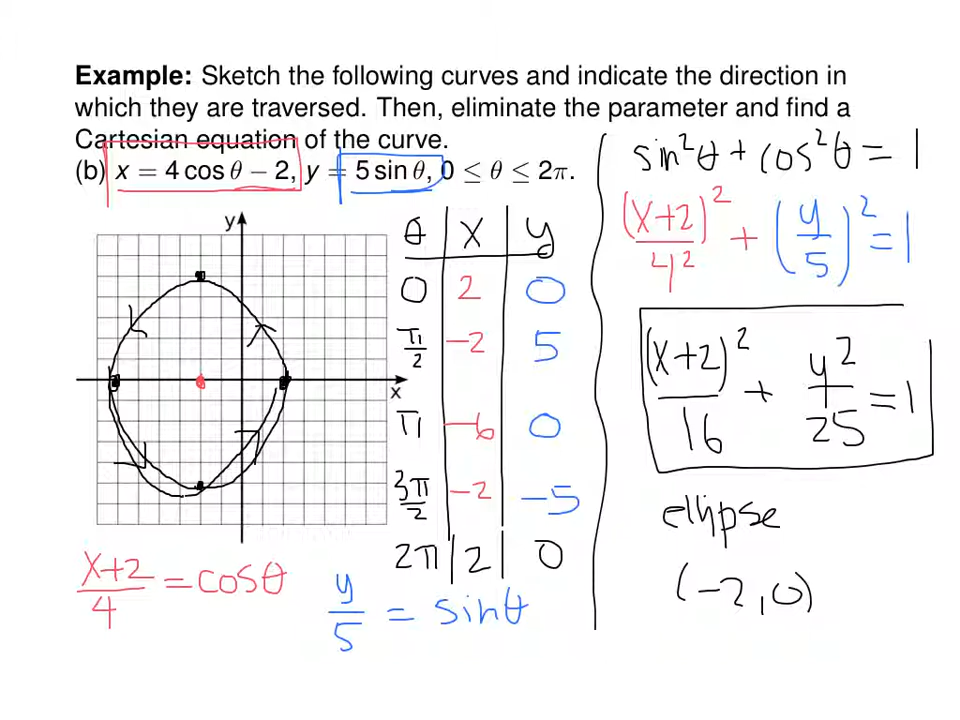 Example: Sketch the following curves and indicate the direction in
which they are traversed. Then, eliminate the parameter and find a
Cartesian equation of the curve.
(b) x = 4 cos θ − 2, y = 5 sin θ, 0 ≤ θ ≤ 2π.
y
x
θ | x | y
0 | 2 | 0
π/2 | −2 | 5
π | −6 | 0
3π/2 | −2 | −5
2π | 2 | 0
(x+2)/4 = cosθ
y/5 = sinθ
sin²θ + cos²θ = 1
(x+2)²/4² + (y/5)² = 1
(x+2)²/16 + y²/25 = 1
ellipse
(−2,0)